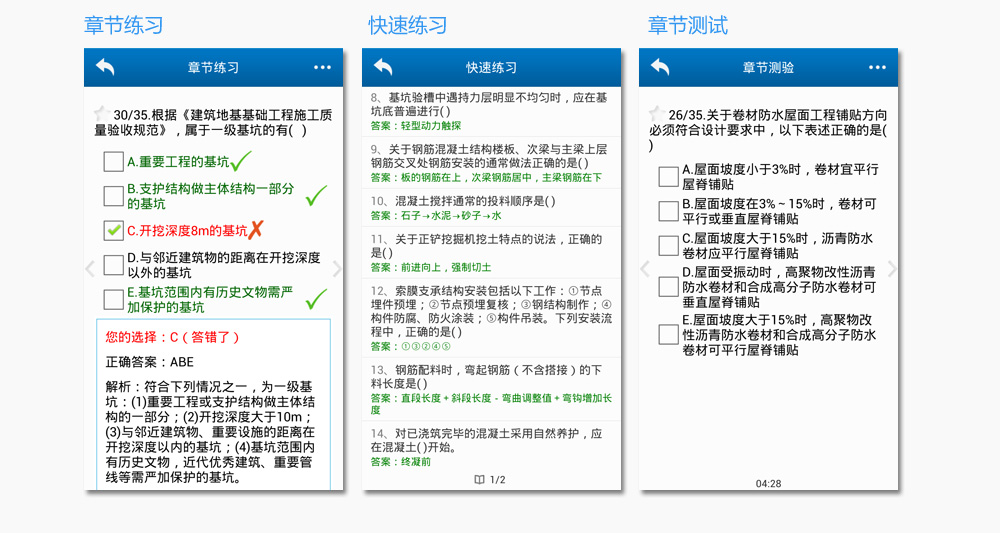 章节练习
快速练习
章节测试
章节练习
30/35.根据《建筑地基基础工程施工质
量验收规范》，属于一级基坑的有( )
A.重要工程的基坑
B.支护结构做主体结构一部分
的基坑
C.开挖深度8m的基坑
D.与邻近建筑物的距离在开挖深度
以外的基坑
E.基坑范围内有历史文物需严
加保护的基坑
您的选择：C（答错了）
正确答案：ABE
解析：符合下列情况之一，为一级基
坑：(1)重要工程或支护结构做主体结
构的一部分；(2)开挖深度大于10m；
(3)与邻近建筑物、重要设施的距离在
开挖深度以内的基坑；(4)基坑范围内
有历史文物，近代优秀建筑、重要管
线等需严加保护的基坑。
快速练习
8、基坑验槽中遇持力层明显不均匀时，应在基
坑底普遍进行()
答案：轻型动力触探
9、关于钢筋混凝土结构楼板、次梁与主梁上层
钢筋交叉处钢筋安装的通常做法正确的是()
答案：板的钢筋在上，次梁钢筋居中，主梁钢筋在下
10、混凝土搅拌通常的投料顺序是()
答案：石子→水泥→砂子→水
11、关于正铲挖掘机挖土特点的说法，正确的
是()
答案：前进向上，强制切土
12、索膜支承结构安装包括以下工作：①节点
埋件预埋；②节点预埋复核；③钢结构制作；④
构件防腐、防火涂装；⑤构件吊装。下列安装流
程中，正确的是()
答案：①③②④⑤
13、钢筋配料时，弯起钢筋（不含搭接）的下
料长度是()
答案：直段长度+斜段长度-弯曲调整值+弯钩增加长
度
14、对已浇筑完毕的混凝土采用自然养护，应
在混凝土()开始。
答案：终凝前
1/2
章节测验
26/35.关于卷材防水屋面工程铺贴方向
必须符合设计要求中，以下表述正确的是(
)
A.屋面坡度小于3%时，卷材宜平行
屋脊铺贴
B.屋面坡度在3%～15%时，卷材可
平行或垂直屋脊铺贴
C.屋面坡度大于15%时，沥青防水
卷材应平行屋脊铺贴
D.屋面受振动时，高聚物改性沥青
防水卷材和合成高分子防水卷材可
垂直屋脊铺贴
E.屋面坡度大于15%时，高聚物改
性沥青防水卷材和合成高分子防水
卷材可平行屋脊铺贴
04:28